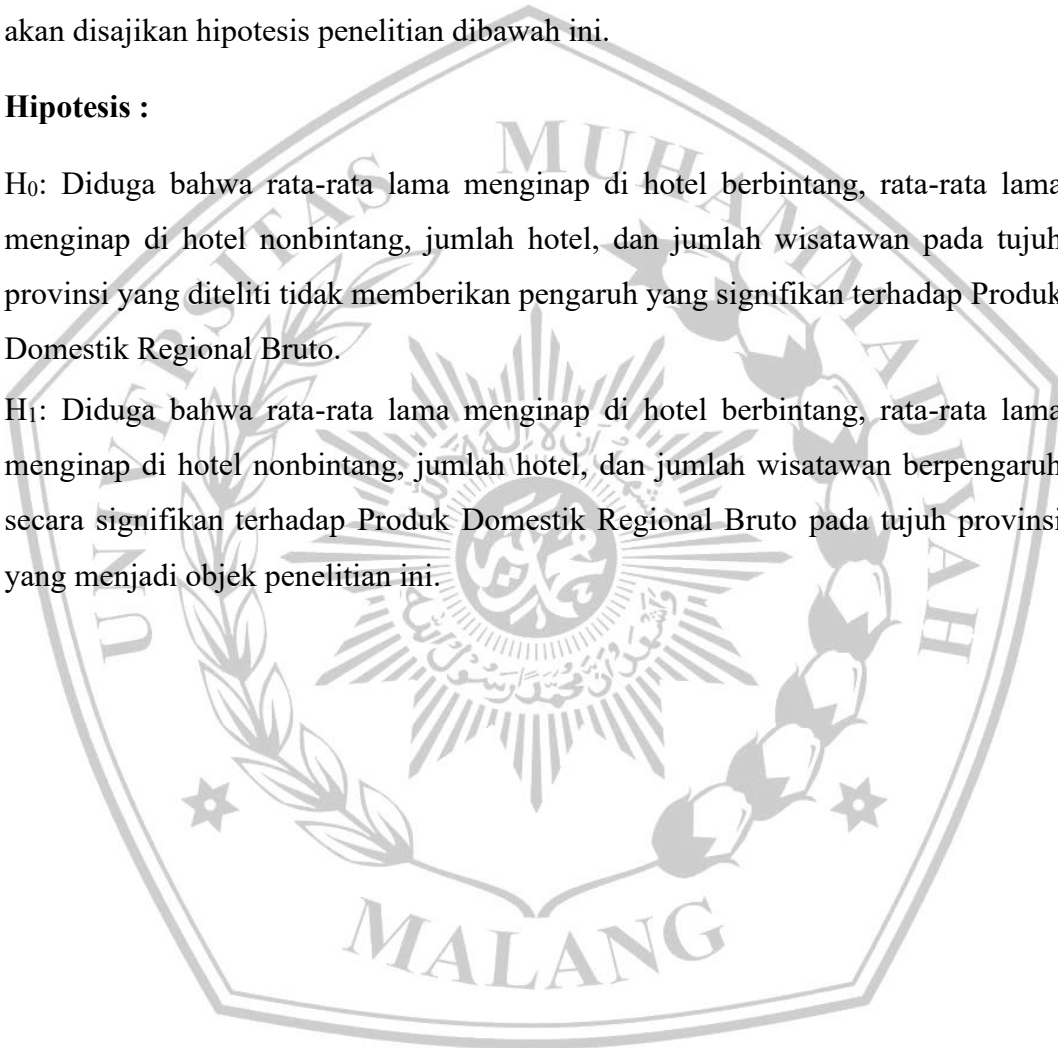 akan disajikan hipotesis penelitian dibawah ini.
Hipotesis :
H₀: Diduga bahwa rata-rata lama menginap di hotel berbintang, rata-rata lama
menginap di hotel nonbintang, jumlah hotel, dan jumlah wisatawan pada tujuh
provinsi yang diteliti tidak memberikan pengaruh yang signifikan terhadap Produk
Domestik Regional Bruto.
H₁: Diduga bahwa rata-rata lama menginap di hotel berbintang, rata-rata lama
menginap di hotel nonbintang, jumlah hotel, dan jumlah wisatawan berpengaruh
secara signifikan terhadap Produk Domestik Regional Bruto pada tujuh provinsi
yang menjadi objek penelitian ini.
UNIVERSITAS MUHAMMADIYAH
MALANG